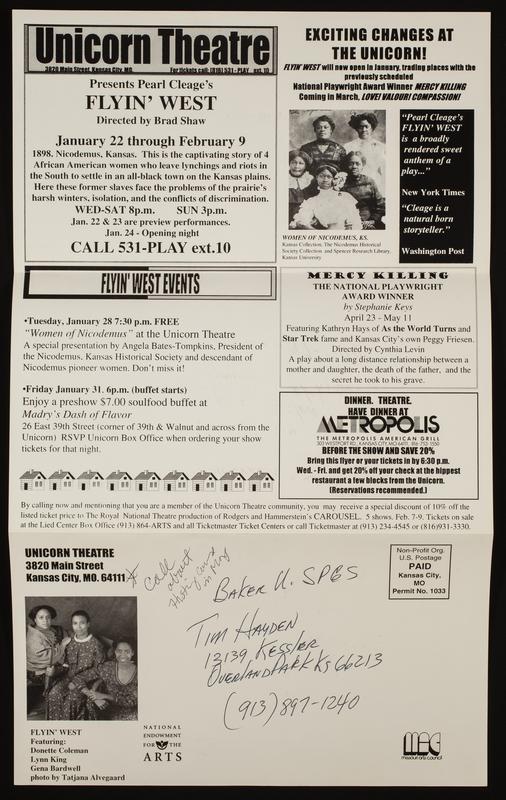 Unicorn Theatre
3820 Main Street, Kansas City, MO. For tickets call: (816) 531 - PLAY ext. 10
Presents Pearl Cleage's
FLYIN' WEST
Directed by Brad Shaw
January 22 through February 9
1898. Nicodemus, Kansas. This is the captivating story of 4
African American women who leave lynchings and riots in
the South to settle in an all-black town on the Kansas plains.
Here these former slaves face the problems of the prairie's
harsh winters, isolation, and the conflicts of discrimination.
WED-SAT 8pm. SUN 3pm.
Jan. 22 & 23 are preview performances.
Jan. 24 - Opening night
CALL 531-PLAY ext.10
EXCITING CHANGES AT
THE UNICORN!
FLYIN' WEST will now open in January, trading places with the
previously scheduled
National Playwright Award Winner MERCY KILLING
Coming in March, LOVE! VALOUR! COMPASSION!
"Pearl Cleage's
FLYIN' WEST
is a broadly
rendered sweet
anthem of a
play..."
New York Times
"Cleage is a
natural born
storyteller."
Washington Post
WOMEN OF NICODEMUS, KS.
Kansas Collection, The Nicodemus Historical
Society Collection and Spencer Research Library,
Kansas University
FLYIN' WEST EVENTS
•Tuesday, January 28 7:30 p.m. FREE
"Women of Nicodemus" at the Unicorn Theatre
A special presentation by Angela Bates-Tompkins, President of
the Nicodemus, Kansas Historical Society and descendant of
Nicodemus pioneer women. Don't miss it!
•Friday January 31. 6p.m. (buffet starts)
Enjoy a preshow $7.00 soulfood buffet at
Madry's Dash of Flavor
26 East 39th Street (corner of 39th & Walnut and across from the
Unicorn) RSVP Unicorn Box Office when ordering your show
tickets for that night.
MERCY KILLING
THE NATIONAL PLAYWRIGHT
AWARD WINNER
by Stephanie Keys
April 23 - May 11
Featuring Kathryn Hays of As the World Turns and
Star Trek fame and Kansas City's own Peggy Friesen.
Directed by Cynthia Levin
A play about a long distance relationship between a
mother and daughter, the death of the father, and the
secret he took to his grave.
DINNER. THEATRE.
HAVE DINNER AT
METROPOLIS
THE METROPOLIS AMERICAN GRILL
303 WESTPORT RD., KANSAS CITY, MO 64111, 816-753-1550
BEFORE THE SHOW AND SAVE 20%
Bring this flyer or your tickets in by 6:30 p.m.
Wed. - Fri. and get 20% off your check at the hippest
restaurant a few blocks from the Unicorn.
(Reservations recommended.)
By calling now and mentioning that you are a member of the Unicorn Theatre community, you may receive a special discount of 10% off the
listed ticket price to The Royal National Theatre production of Rodgers and Hammerstein's CAROUSEL. 5 shows. Feb. 7-9. Tickets on sale
at the Lied Center Box Office (913) 864-ARTS and all Ticketmaster Ticket Centers or call Ticketmaster at (913) 234-4545 or (816)931-3330.
UNICORN THEATRE
3820 Main Street
Kansas City, MO. 64111
Call
about
in play
Baker U. SPGS
Tim Hayden
12139 Kessler
Overland Park Ks 66213
(913) 897-1240
Non-Profit Org.
U.S. Postage
PAID
Kansas City,
MO
Permit No. 1033
FLYIN' WEST
Featuring:
Donette Coleman
Lynn King
Gena Bardwell
photo by Tatjana Alvegaard
NATIONAL
ENDOWMENT
FOR THE
ARTS
mac
missouri arts council